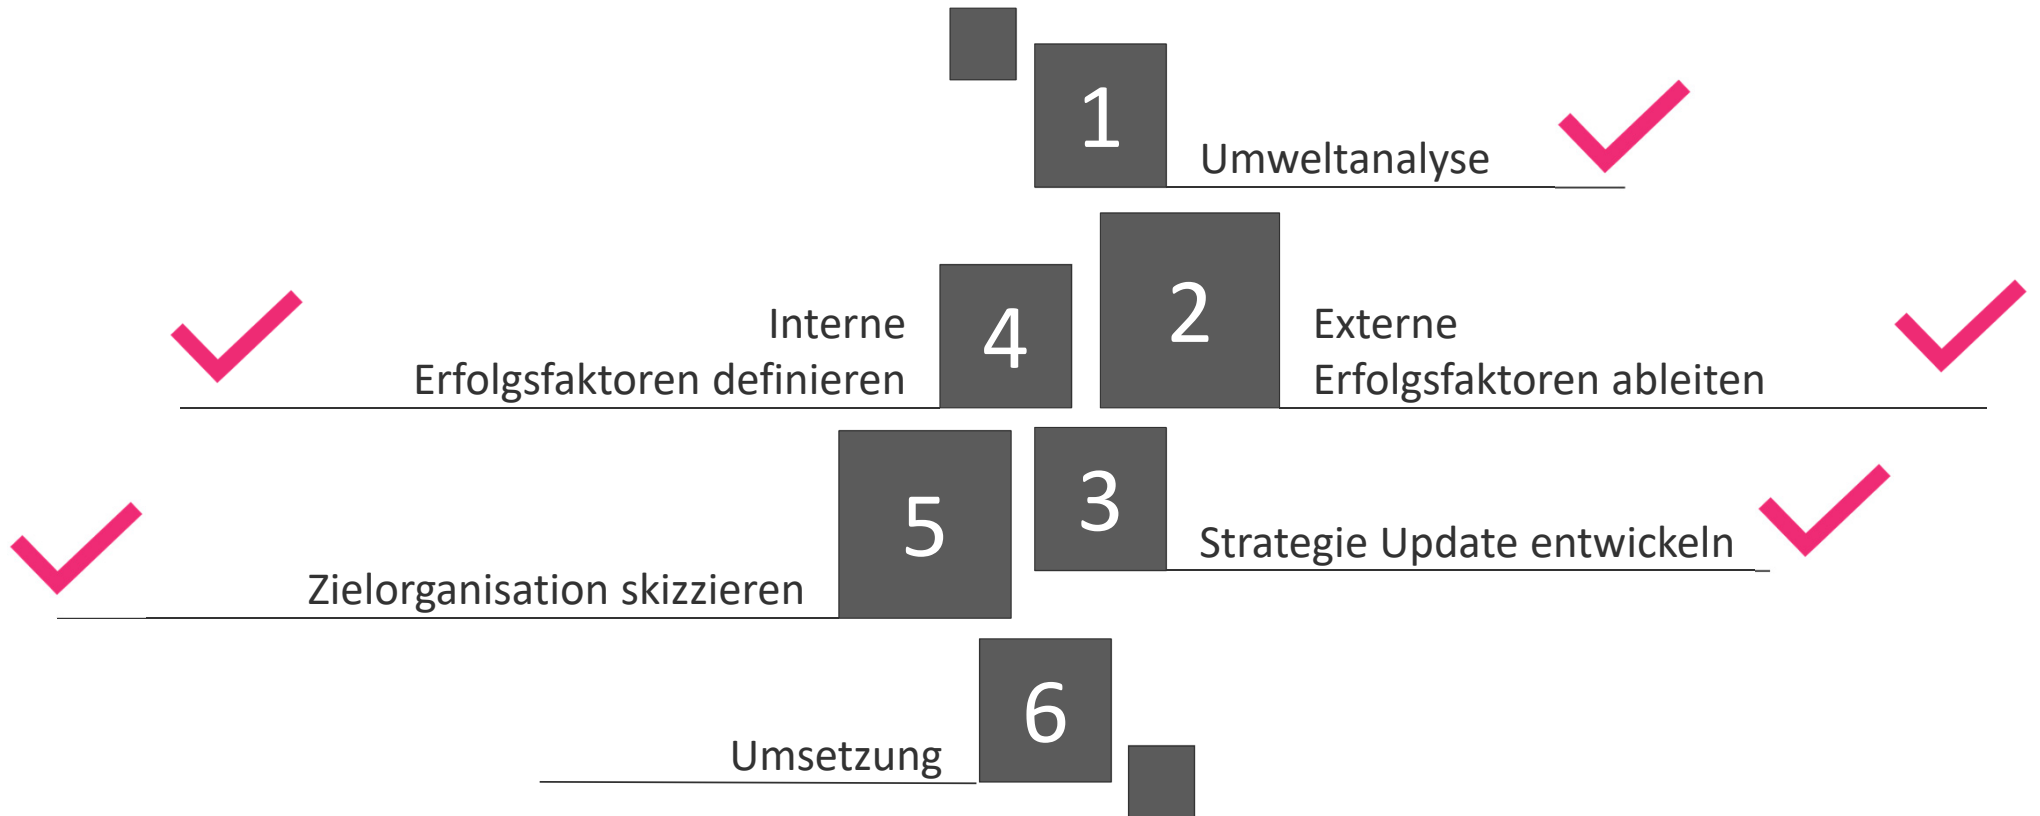 1
Umweltanalyse
2
Externe
Erfolgsfaktoren ableiten
3
Strategie Update entwickeln
4
Interne
Erfolgsfaktoren definieren
5
Zielorganisation skizzieren
6
Umsetzung